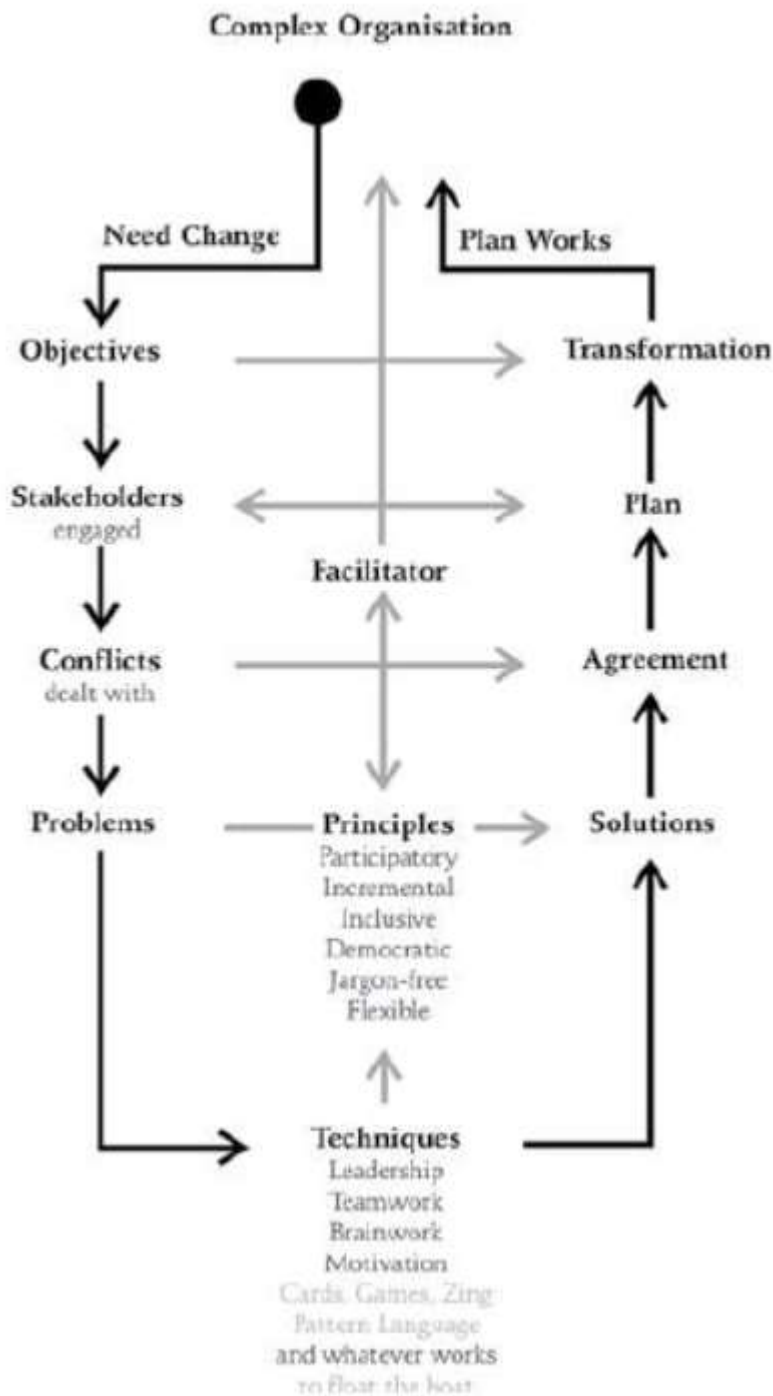 Complex Organisation
Need Change
Plan Works
Objectives
Transformation
Stakeholders
engaged
Plan
Facilitator
Conflicts
dealt with
Agreement
Problems
Principles
Solutions
Participatory
Incremental
Inclusive
Democratic
Jargon-free
Flexible
Techniques
Leadership
Teamwork
Brainwork
Motivation
Cards, Games, Zing
Pattern Language
and whatever works
to float the boat